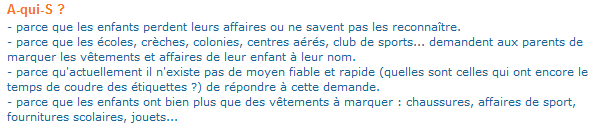 A-qui-S ?
- parce que les enfants perdent leurs affaires ou ne savent pas les reconnaître.
- parce que les écoles, crèches, colonies, centres aérés, club de sports... demandent aux parents de
marquer les vêtements et affaires de leur enfant à leur nom.
- parce qu'actuellement il n'existe pas de moyen fiable et rapide (quelles sont celles qui ont encore le
temps de coudre des étiquettes ?) de répondre à cette demande.
- parce que les enfants ont bien plus que des vêtements à marquer : chaussures, affaires de sport,
fournitures scolaires, jouets...